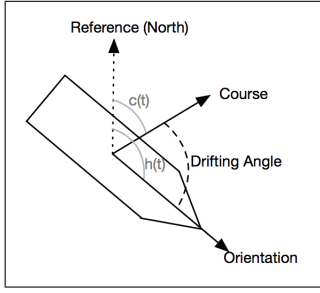 Reference (North)
Course
c(t)
Drifting Angle
h(t)
Orientation